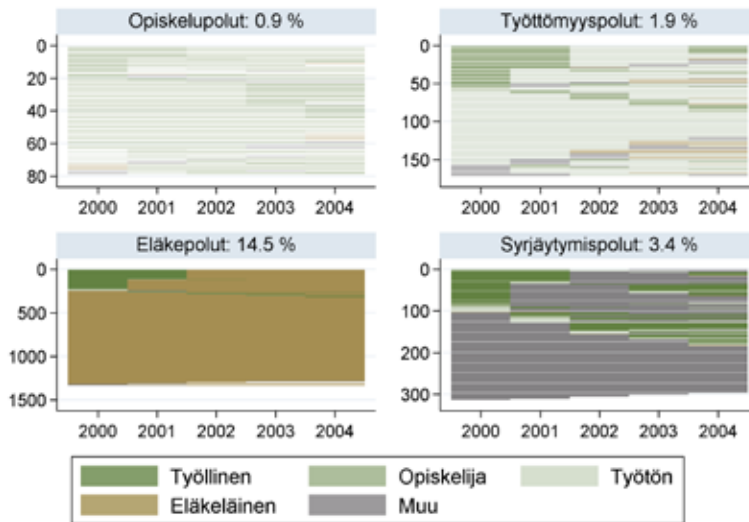 Opiskelupolut: 0.9 %
0
20
40
60
80
2000 2001 2002 2003 2004
Työttömyyspolut: 1.9 %
0
50
100
150
2000 2001 2002 2003 2004
Eläkepolut: 14.5 %
0
500
1000
1500
2000 2001 2002 2003 2004
Syrjäytymispolut: 3.4 %
0
100
200
300
2000 2001 2002 2003 2004
Työllinen Opiskelija Työtön
Eläkeläinen Muu